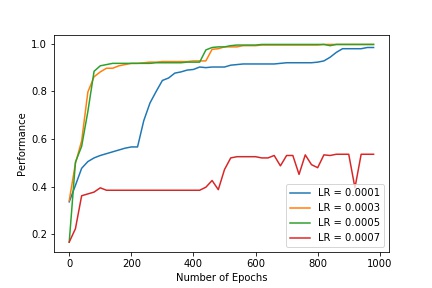 1.0
0.8
0.6
0.4
0.2
Performance
0
200
400
600
800
1000
Number of Epochs
LR = 0.0001
LR = 0.0003
LR = 0.0005
LR = 0.0007